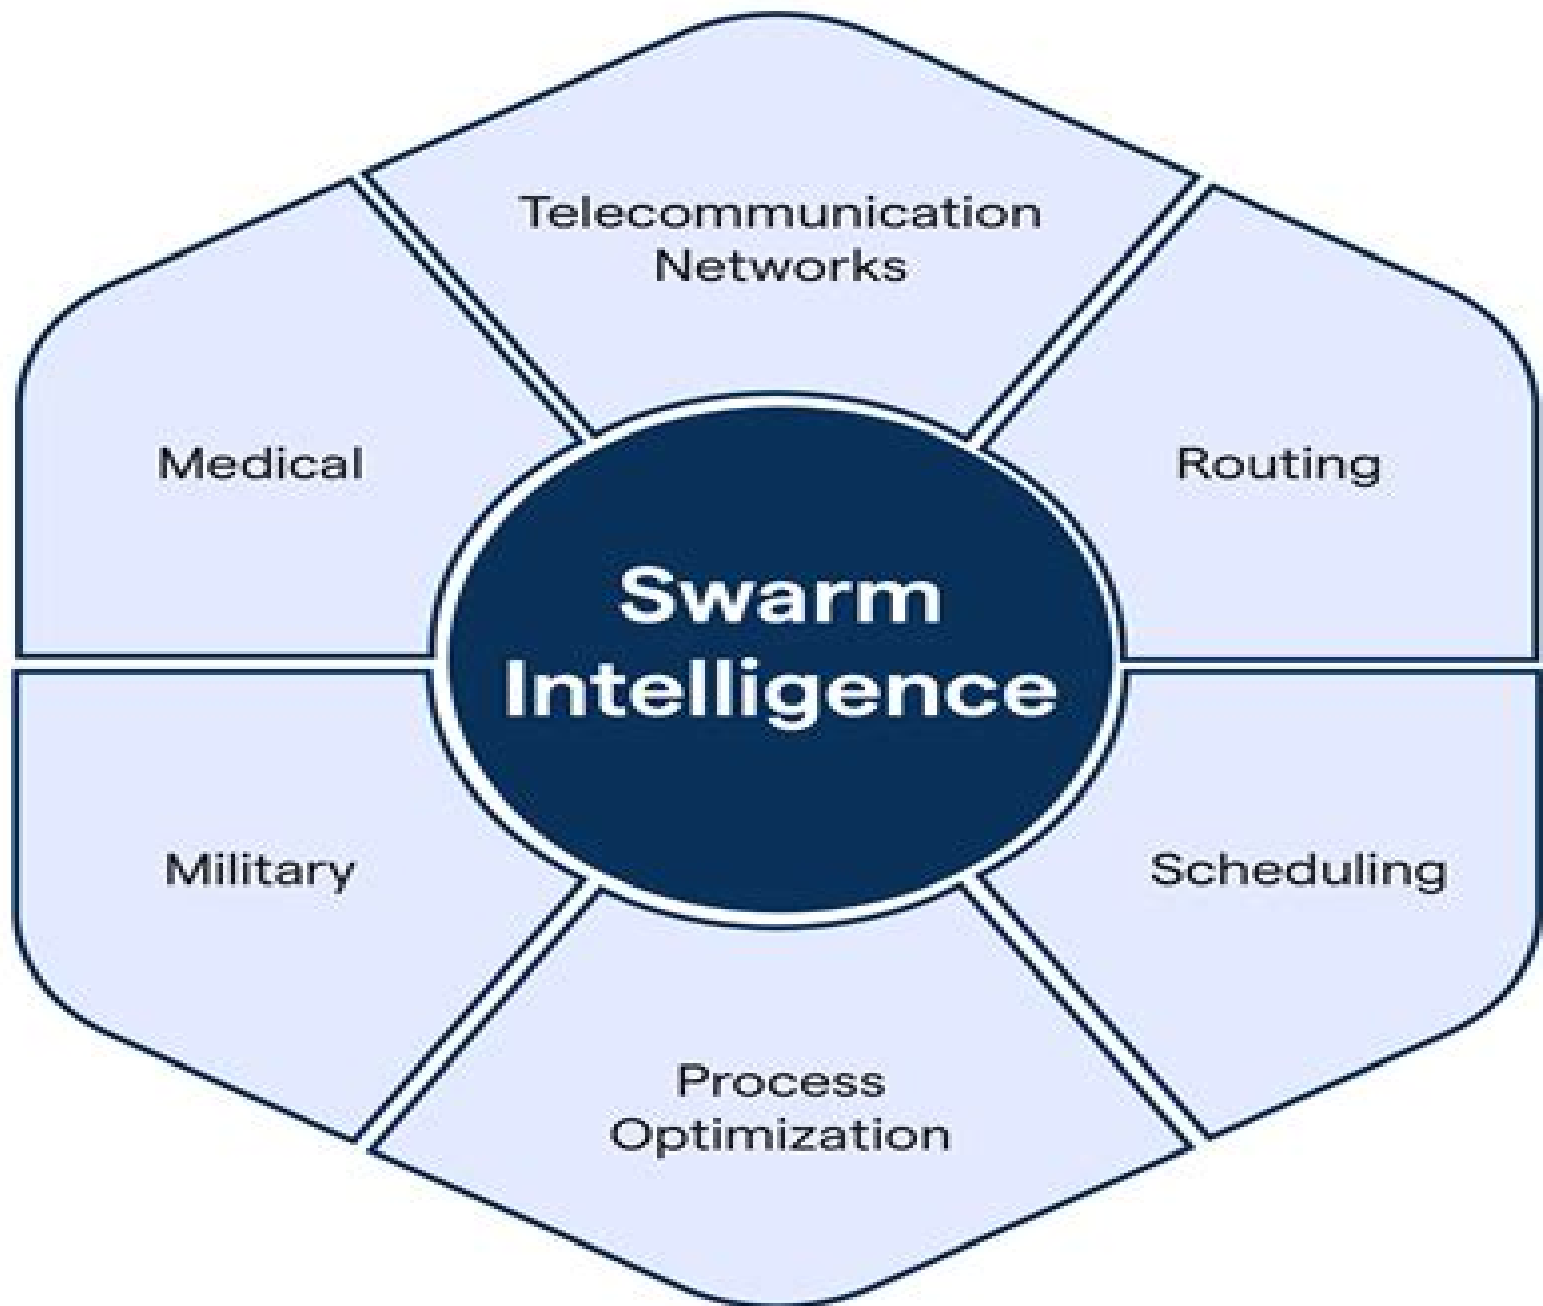 Telecommunication
Networks
Medical
Routing
Swarm
Intelligence
Military
Scheduling
Process
Optimization